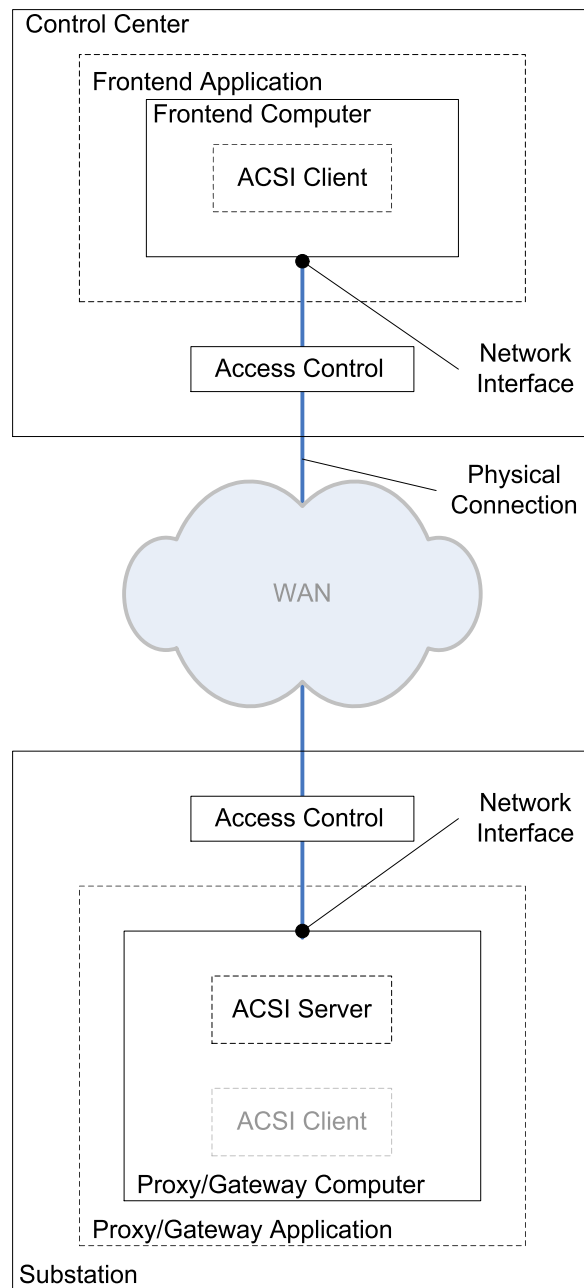 Control Center
Frontend Application
Frontend Computer
ACSI Client
Access Control
Network
Interface
Physical
Connection
WAN
Access Control
Network
Interface
ACSI Server
ACSI Client
Proxy/Gateway Computer
Proxy/Gateway Application
Substation